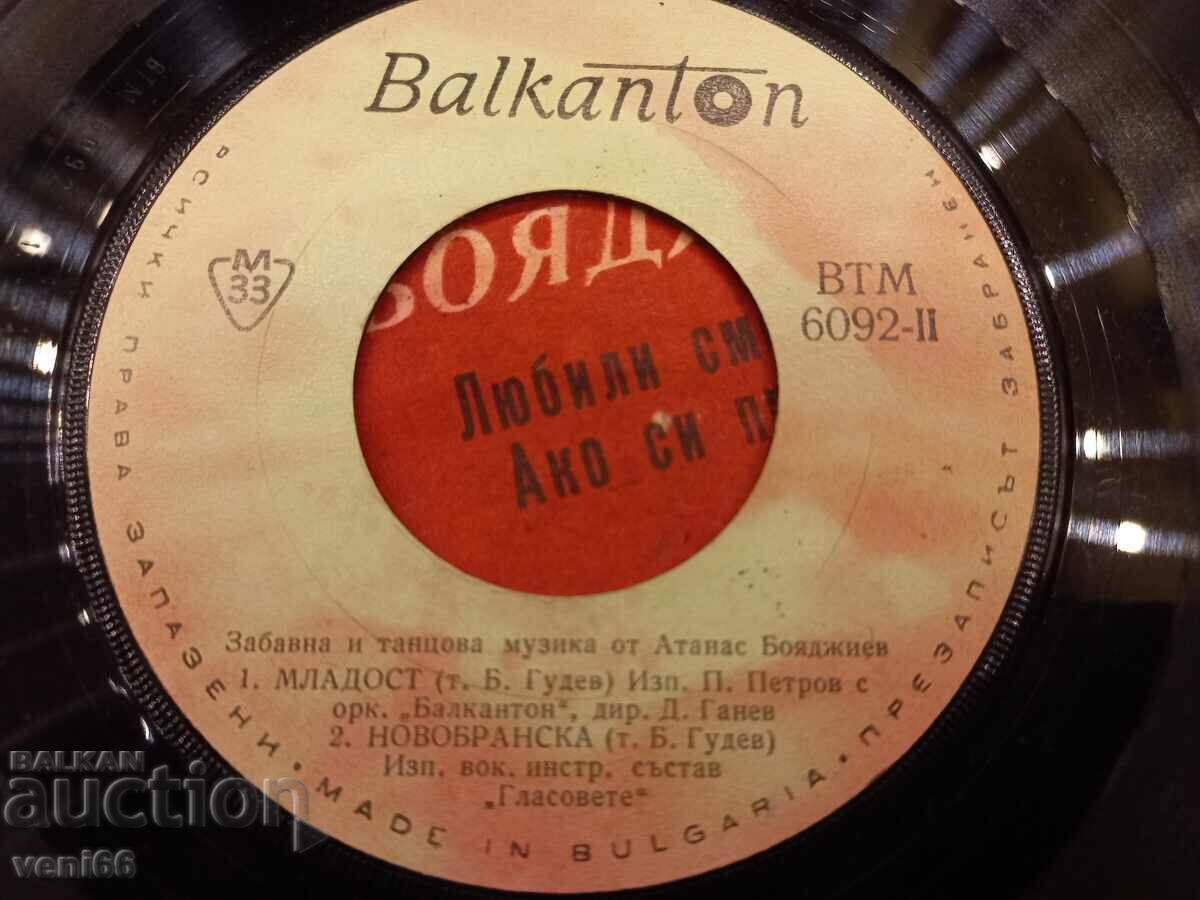 Balkanton
М
33
ВТМ
6092-II
ВСИЧКИ ПРАВА ЗАПАЗЕНИ • MADE IN BULGARIA • ПРЕЗАПИСЪТ ЗАБРАНЕН
Любили
Ако си
Забавна и танцова музика от Атанас Бояджиев
1. МЛАДОСТ (т. Б. Гудев) Изп. П. Петров с
орк. „Балкантон“, дир. Д. Ганев
2. НОВОБРАНСКА (т. Б. Гудев)
Изп. вок. инстр. състав
„Гласовете“
BALKAN
auction
veni66